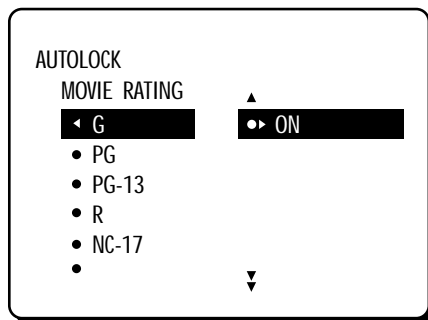 AUTOLOCK
MOVIE RATING
G ON
PG
PG-13
R
NC-17